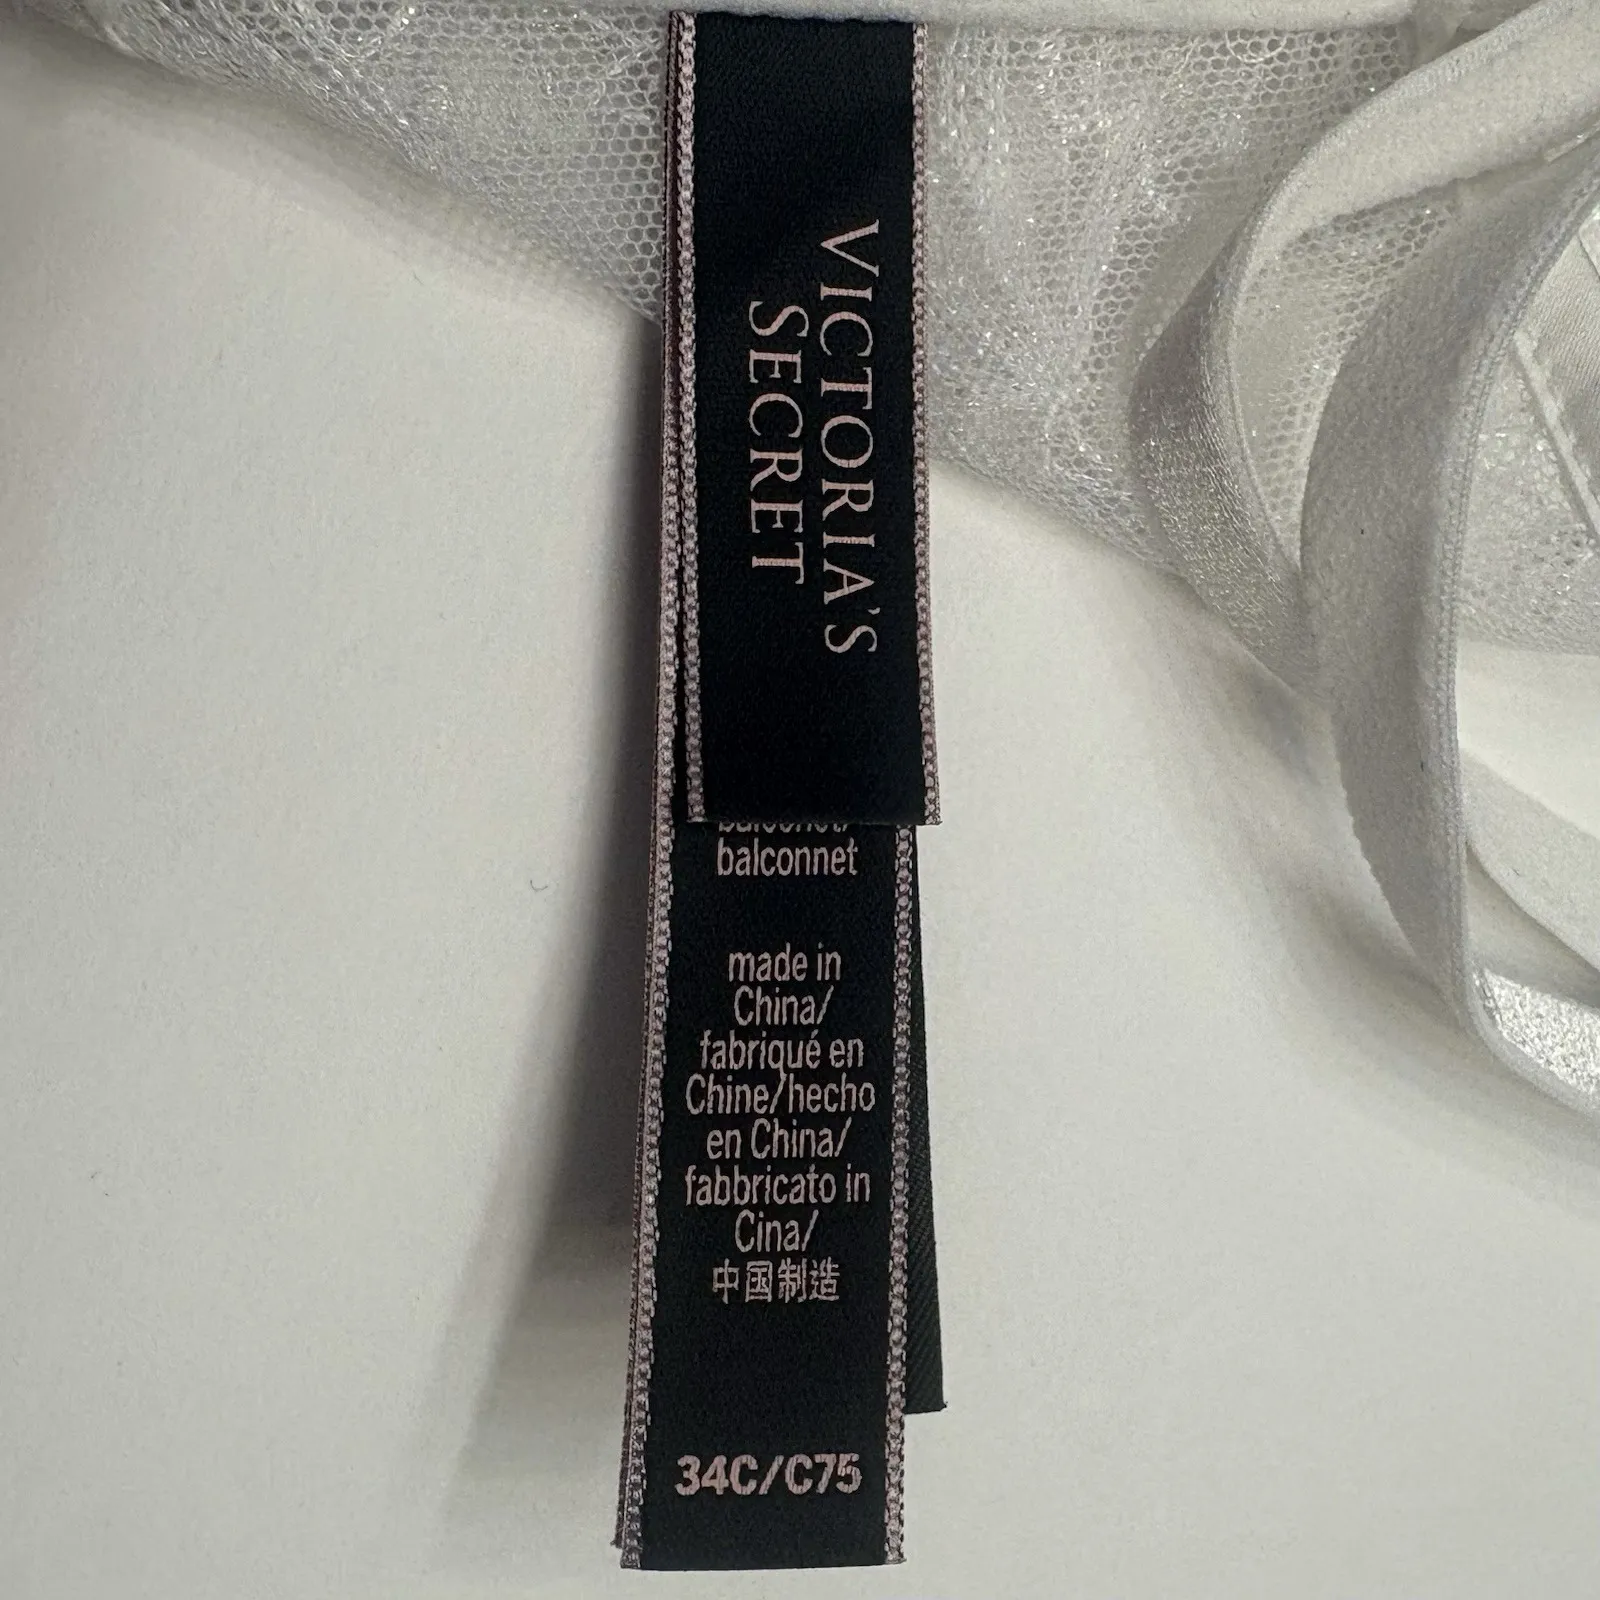 VICTORIA'S
SECRET
balconnet
made in
China/
fabriqué en
Chine/hecho
en China/
fabbricato in
Cina/
中国制造
34C/C75